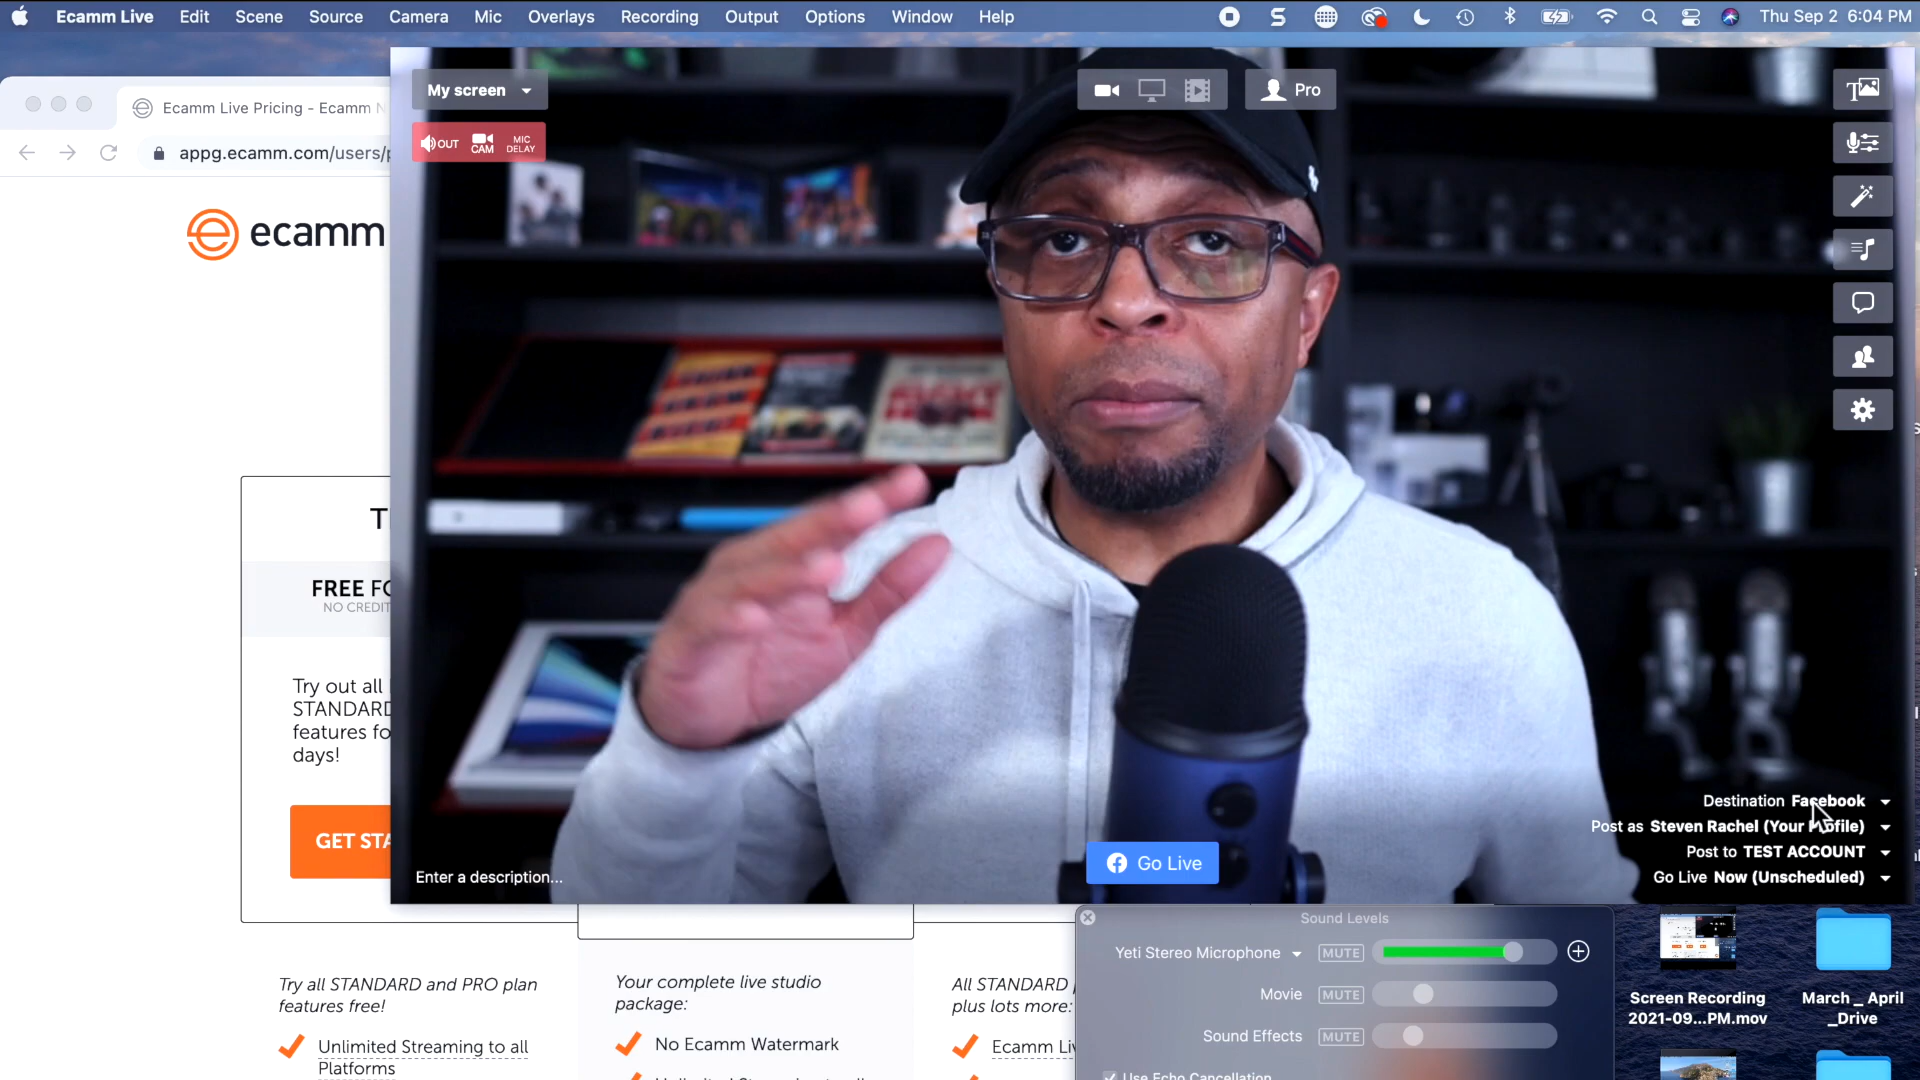 Ecamm Live Edit Scene Source Camera Mic Overlays Recording Output Options Window Help Thu Sep 2 6:04 PM
My screen
Pro
OUT CAM MIC DELAY
Ecamm Live Pricing - Ecamm N
appg.ecamm.com/users/
ecamm
FREE FO
NO CREDIT
Try out all
STANDARD
features fo
days!
GET STA
Destination Facebook
Post as Steven Rachel (Your Profile)
Post to TEST ACCOUNT
Go Live Now (Unscheduled)
Go Live
Enter a description...
Sound Levels
Yeti Stereo Microphone MUTE
Movie MUTE
Sound Effects MUTE
Use Echo Cancellation
Try all STANDARD and PRO plan
features free!
Unlimited Streaming to all
Platforms
Your complete live studio
package:
No Ecamm Watermark
All STANDARD
plus lots more:
Ecamm Liv
Screen Recording
2021-09...PM.mov
March _ April
_Drive